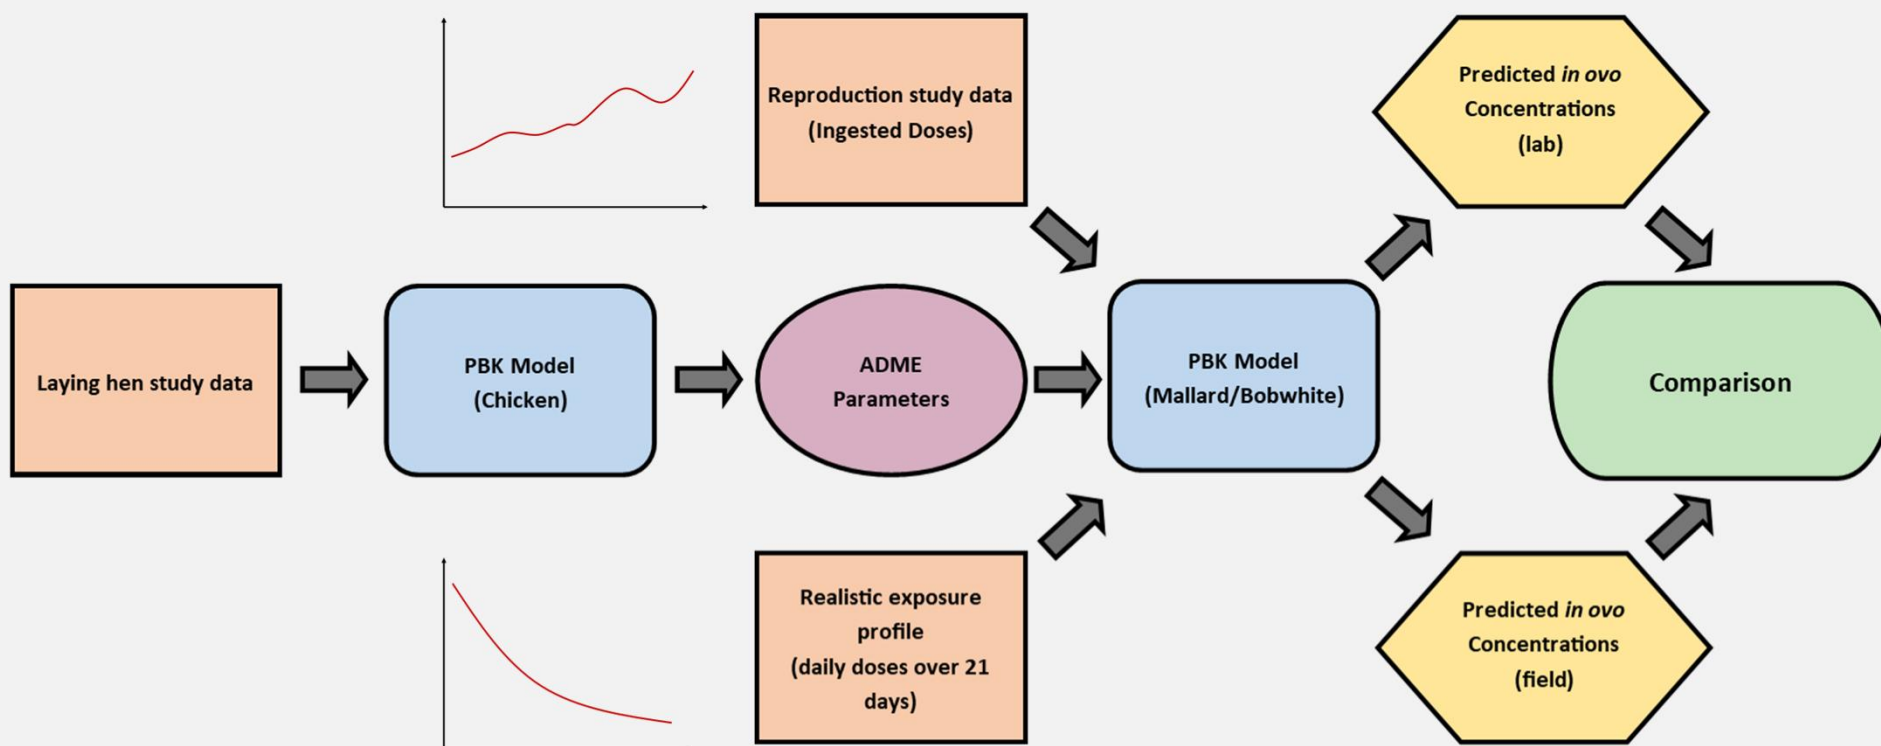 Reproduction study data
(Ingested Doses)
Predicted in ovo
Concentrations
(lab)
Laying hen study data
PBK Model
(Chicken)
ADME
Parameters
PBK Model
(Mallard/Bobwhite)
Comparison
Realistic exposure
profile
(daily doses over 21
days)
Predicted in ovo
Concentrations
(field)